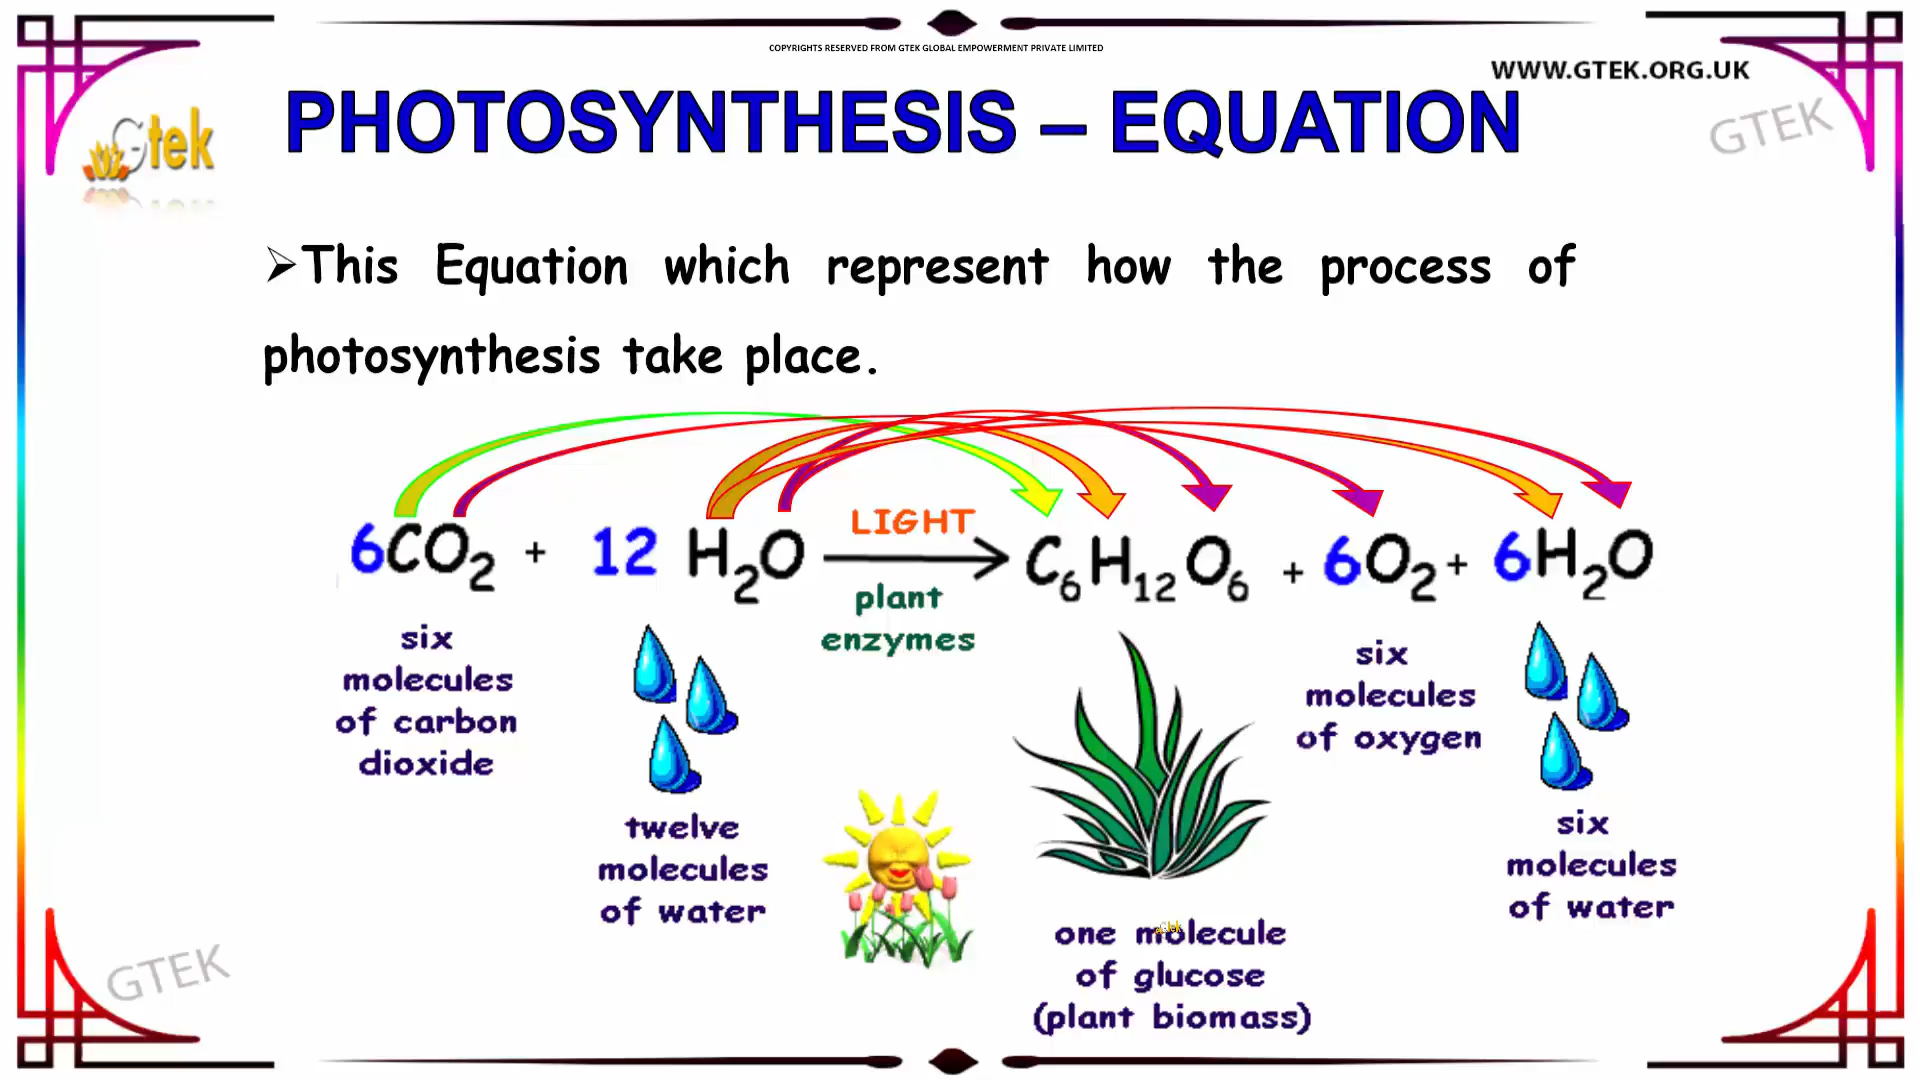 COPYRIGHTS RESERVED FROM GTEK GLOBAL EMPOWERMENT PRIVATE LIMITED
WWW.GTEK.ORG.UK
Gtek
PHOTOSYNTHESIS – EQUATION
GTEK
➢This Equation which represent how the process of
photosynthesis take place.
LIGHT
6CO₂ + 12 H₂O → C₆H₁₂O₆ + 6O₂ + 6H₂O
plant
enzymes
six
molecules
of carbon
dioxide
twelve
molecules
of water
one molecule
of glucose
(plant biomass)
six
molecules
of oxygen
six
molecules
of water
GTEK
Gtek